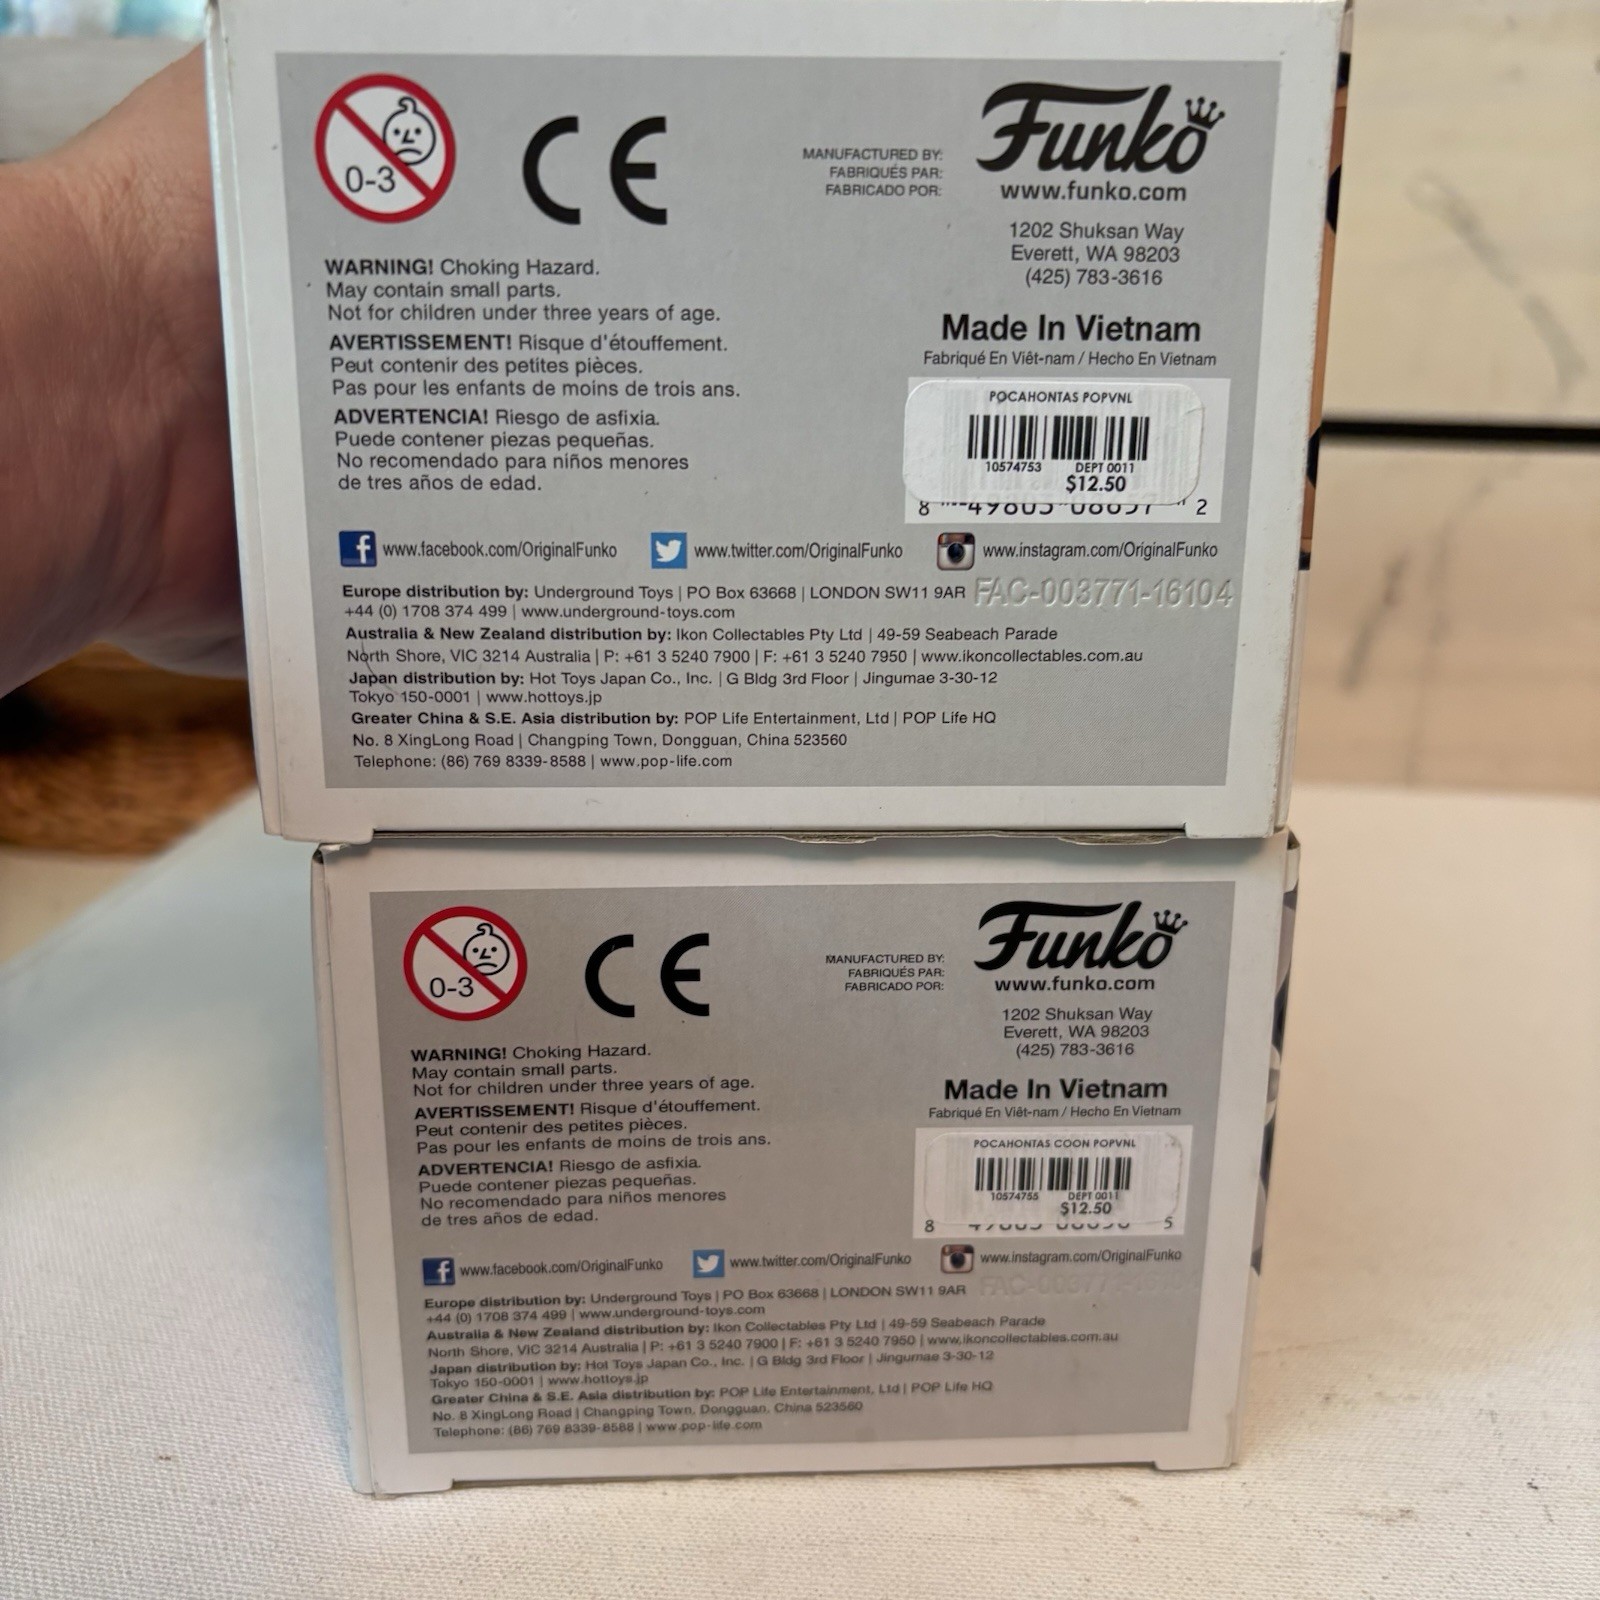 0-3
CE
MANUFACTURED BY:
FABRIQUÉS PAR:
FABRICADO POR:
Funko
www.funko.com
1202 Shuksan Way
Everett, WA 98203
(425) 783-3616
WARNING! Choking Hazard.
May contain small parts.
Not for children under three years of age.
AVERTISSEMENT! Risque d'étouffement.
Peut contenir des petites pièces.
Pas pour les enfants de moins de trois ans.
ADVERTENCIA! Riesgo de asfixia.
Puede contener piezas pequeñas.
No recomendado para niños menores
de tres años de edad.
Made In Vietnam
Fabriqué En Viêt-nam / Hecho En Vietnam
POCAHONTAS POPVNL
10574753 DEPT 0011
$12.50
8 2
www.facebook.com/OriginalFunko
www.twitter.com/OriginalFunko
www.instagram.com/OriginalFunko
Europe distribution by: Underground Toys | PO Box 63668 | LONDON SW11 9AR
FAC-003771-16104
+44 (0) 1708 374 499 | www.underground-toys.com
Australia & New Zealand distribution by: Ikon Collectables Pty Ltd | 49-59 Seabeach Parade
North Shore, VIC 3214 Australia | P: +61 3 5240 7900 | F: +61 3 5240 7950 | www.ikoncollectables.com.au
Japan distribution by: Hot Toys Japan Co., Inc. | G Bldg 3rd Floor | Jingumae 3-30-12
Tokyo 150-0001 | www.hottoys.jp
Greater China & S.E. Asia distribution by: POP Life Entertainment, Ltd | POP Life HQ
No. 8 XingLong Road | Changping Town, Dongguan, China 523560
Telephone: (86) 769 8339-8588 | www.pop-life.com
0-3
CE
MANUFACTURED BY:
FABRIQUÉS PAR:
FABRICADO POR:
Funko
www.funko.com
1202 Shuksan Way
Everett, WA 98203
(425) 783-3616
WARNING! Choking Hazard.
May contain small parts.
Not for children under three years of age.
AVERTISSEMENT! Risque d'étouffement.
Peut contenir des petites pièces.
Pas pour les enfants de moins de trois ans.
ADVERTENCIA! Riesgo de asfixia.
Puede contener piezas pequeñas.
No recomendado para niños menores
de tres años de edad.
Made In Vietnam
Fabriqué En Viêt-nam / Hecho En Vietnam
POCAHONTAS COON POPVNL
10574755 DEPT 0011
$12.50
8 5
www.facebook.com/OriginalFunko
www.twitter.com/OriginalFunko
www.instagram.com/OriginalFunko
Europe distribution by: Underground Toys | PO Box 63668 | LONDON SW11 9AR
+44 (0) 1708 374 499 | www.underground-toys.com
Australia & New Zealand distribution by: Ikon Collectables Pty Ltd | 49-59 Seabeach Parade
North Shore, VIC 3214 Australia | P: +61 3 5240 7900 | F: +61 3 5240 7950 | www.ikoncollectables.com.au
Japan distribution by: Hot Toys Japan Co., Inc. | G Bldg 3rd Floor | Jingumae 3-30-12
Tokyo 150-0001 | www.hottoys.jp
Greater China & S.E. Asia distribution by: POP Life Entertainment, Ltd | POP Life HQ
No. 8 XingLong Road | Changping Town, Dongguan, China 523560
Telephone: (86) 769 8339-8588 | www.pop-life.com